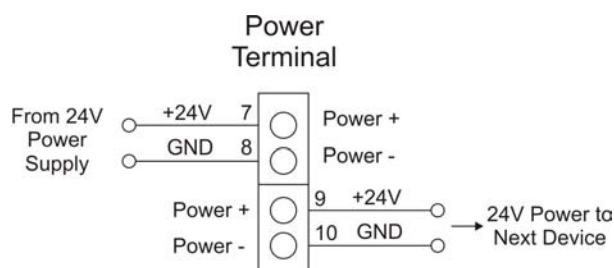 Power
Terminal
From 24V
Power
Supply
+24V 7
GND 8
Power +
Power -
Power +
Power -
9 +24V
10 GND
24V Power to
Next Device